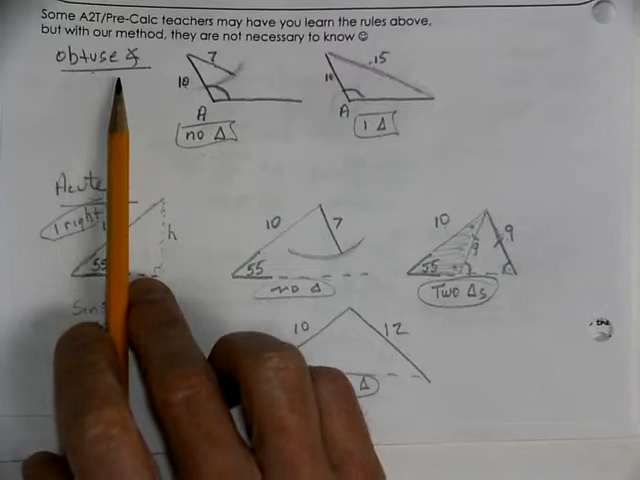 Some A2T/Pre-Calc teachers may have you learn the rules above,
but with our method, they are not necessary to know ☺
obtuse ∡
7
10
A
no Δ
15
10
A
1 Δ
Acute
1 right
h
55
10
7
55
no Δ
10
9
9
55
Two Δs
10
12
Δ